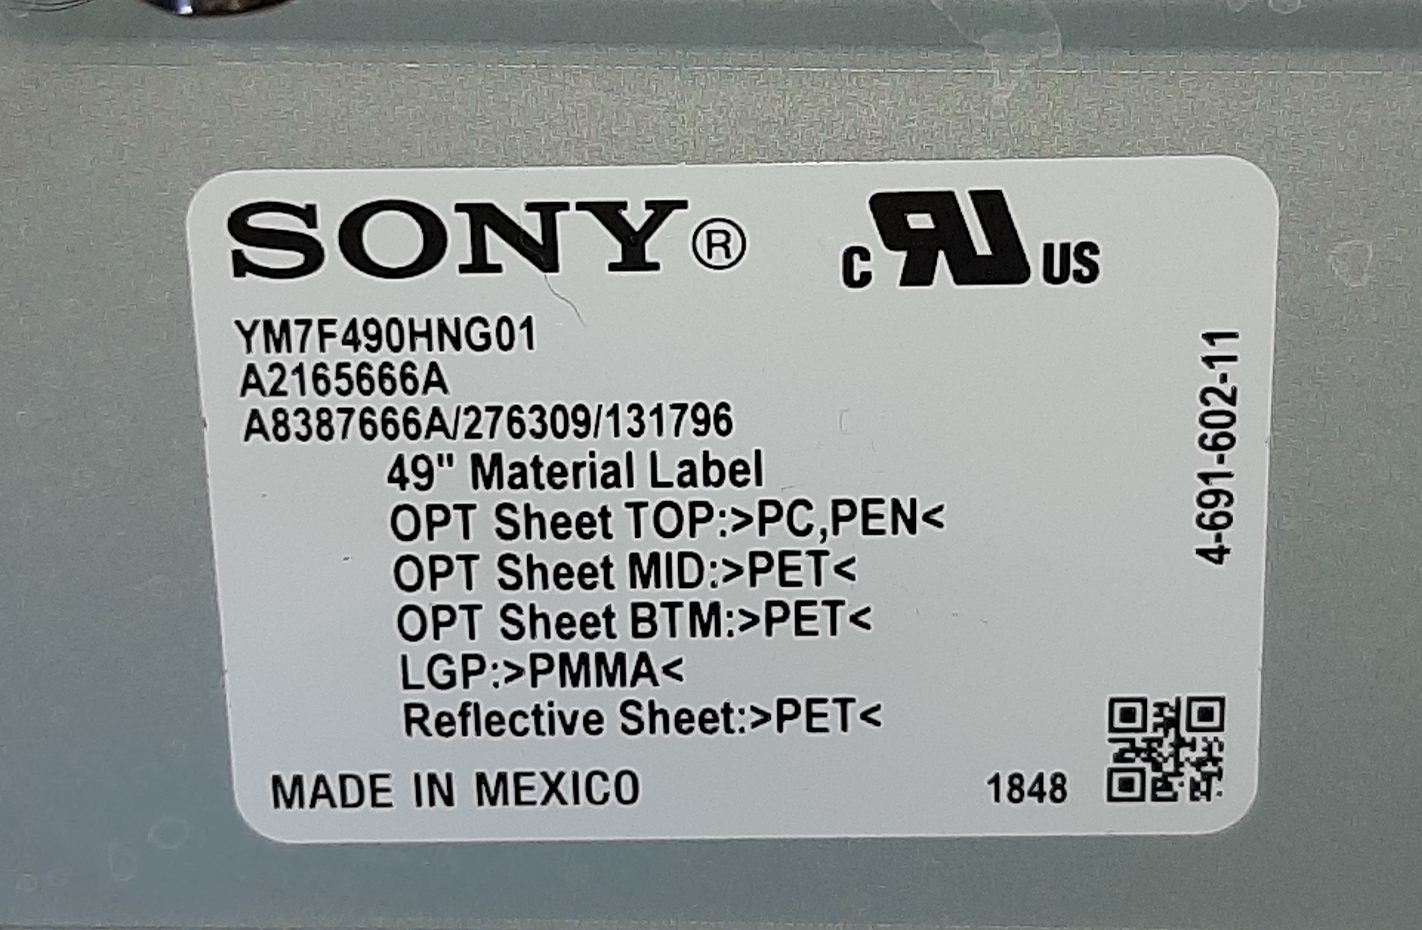 SONY®
c RU US
YM7F490HNG01
A2165666A
A8387666A/276309/131796
49" Material Label
OPT Sheet TOP:>PC,PEN<
OPT Sheet MID:>PET<
OPT Sheet BTM:>PET<
LGP:>PMMA<
Reflective Sheet:>PET<
MADE IN MEXICO
1848
4-691-602-11